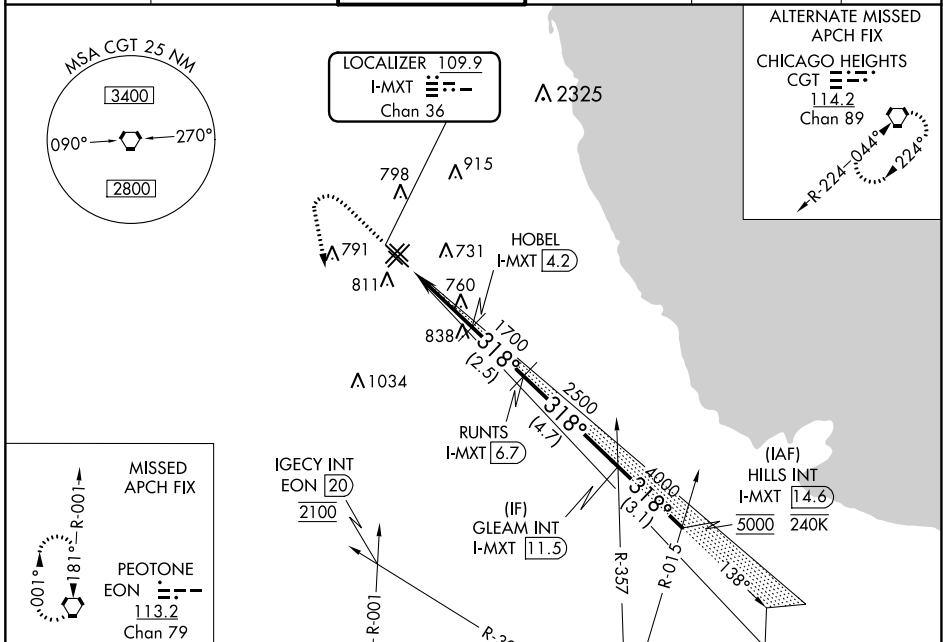 MSA CGT 25 NM
3400
090°
270°
2800
LOCALIZER 109.9
I-MXT
Chan 36
2325
ALTERNATE MISSED
APCH FIX
CHICAGO HEIGHTS
CGT
114.2
Chan 89
R-224
044°
224°
798
915
791
731
811
760
838
1034
HOBEL
I-MXT 4.2
1700
318°
(2.5)
RUNTS
I-MXT 6.7
2500
318°
(4.7)
(IF)
GLEAM INT
I-MXT 11.5
4000
318°
(3.1)
(IAF)
HILLS INT
I-MXT 14.6
5000 240K
138°
R-357
R-015
IGECY INT
EON 20
2100
R-001
MISSED
APCH FIX
R-001
181°
001°
PEOTONE
EON
113.2
Chan 79